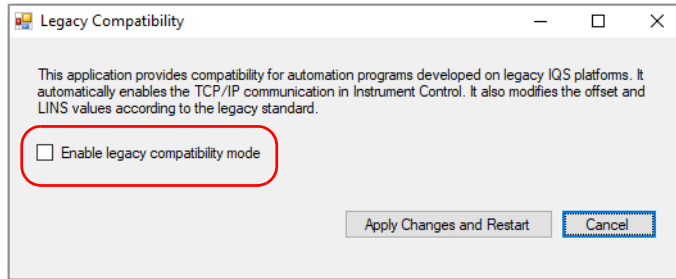 Legacy Compatibility
This application provides compatibility for automation programs developed on legacy IQS platforms. It
automatically enables the TCP/IP communication in Instrument Control. It also modifies the offset and
LINS values according to the legacy standard.
Enable legacy compatibility mode
Apply Changes and Restart Cancel